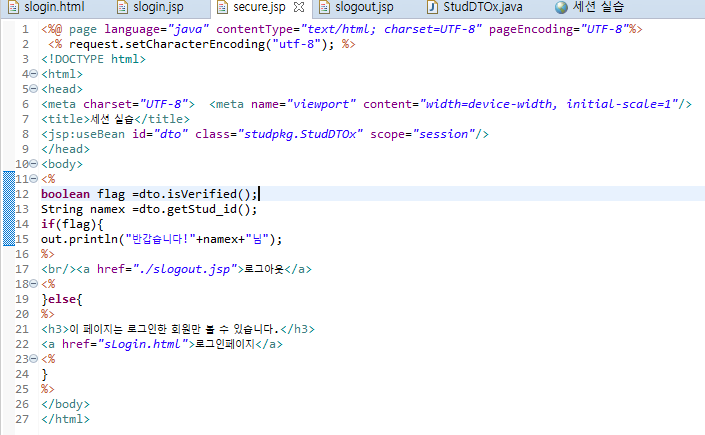 slogin.html slogin.jsp secure.jsp slogout.jsp StudDTOx.java 세션 실습
1 <%@ page language="java" contentType="text/html; charset=UTF-8" pageEncoding="UTF-8"%>
2 <% request.setCharacterEncoding("utf-8"); %>
3 <!DOCTYPE html>
4 <html>
5 <head>
6 <meta charset="UTF-8"> <meta name="viewport" content="width=device-width, initial-scale=1"/>
7 <title>세션 실습</title>
8 <jsp:useBean id="dto" class="studpkg.StudDTOx" scope="session"/>
9 </head>
10 <body>
11 <%
12 boolean flag =dto.isVerified();
13 String namex =dto.getStud_id();
14 if(flag){
15 out.println("반갑습니다!"+namex+"님");
16 %>
17 <br/><a href="./slogout.jsp">로그아웃</a>
18 <%
19 }else{
20 %>
21 <h3>이 페이지는 로그인한 회원만 볼 수 있습니다.</h3>
22 <a href="sLogin.html">로그인페이지</a>
23 <%
24 }
25 %>
26 </body>
27 </html>